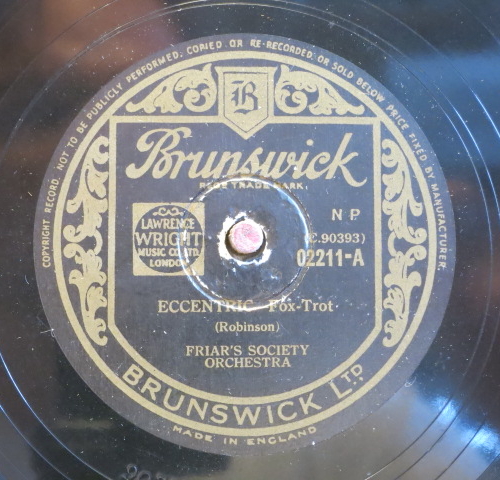 COPYRIGHT RECORD. NOT TO BE PUBLICLY PERFORMED, COPIED OR RE-RECORDED, OR SOLD BELOW PRICE FIXED BY MANUFACTURER.
B
Brunswick
REGD TRADE MARK.
LAWRENCE
WRIGHT
MUSIC CO LTD
LONDON
N P
C.90393)
02211-A
ECCENTRIC Fox-Trot
(Robinson)
FRIAR'S SOCIETY
ORCHESTRA
BRUNSWICK LTD.
MADE IN ENGLAND